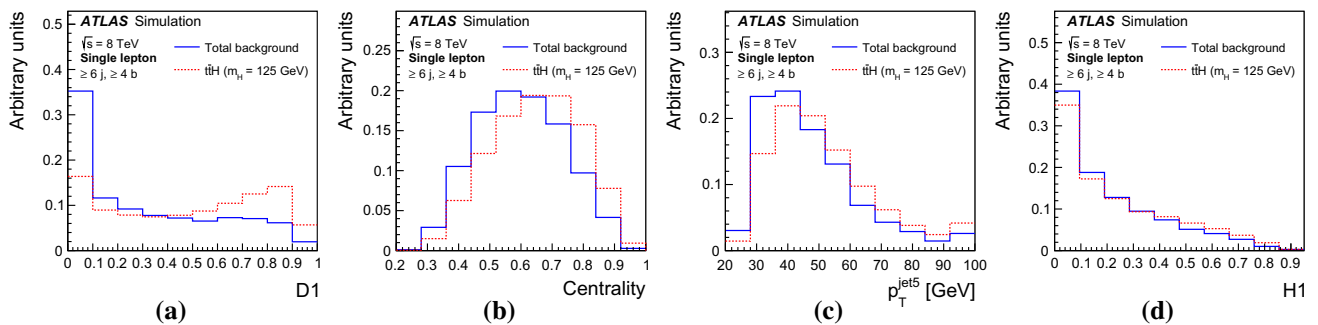 Arbitrary units
ATLAS Simulation
√s = 8 TeV
Single lepton
≥ 6 j, ≥ 4 b
Total background
tt̄H (m_H = 125 GeV)
0.5
0.4
0.3
0.2
0.1
0
0 0.1 0.2 0.3 0.4 0.5 0.6 0.7 0.8 0.9 1
D1
(a)
Arbitrary units
ATLAS Simulation
√s = 8 TeV
Single lepton
≥ 6 j, ≥ 4 b
Total background
tt̄H (m_H = 125 GeV)
0.25
0.2
0.15
0.1
0.05
0
0.2 0.3 0.4 0.5 0.6 0.7 0.8 0.9 1
Centrality
(b)
Arbitrary units
ATLAS Simulation
√s = 8 TeV
Single lepton
≥ 6 j, ≥ 4 b
Total background
tt̄H (m_H = 125 GeV)
0.3
0.2
0.1
0
20 30 40 50 60 70 80 90 100
p_T^jet5 [GeV]
(c)
Arbitrary units
ATLAS Simulation
√s = 8 TeV
Single lepton
≥ 6 j, ≥ 4 b
Total background
tt̄H (m_H = 125 GeV)
0.5
0.4
0.3
0.2
0.1
0
0 0.1 0.2 0.3 0.4 0.5 0.6 0.7 0.8 0.9
H1
(d)